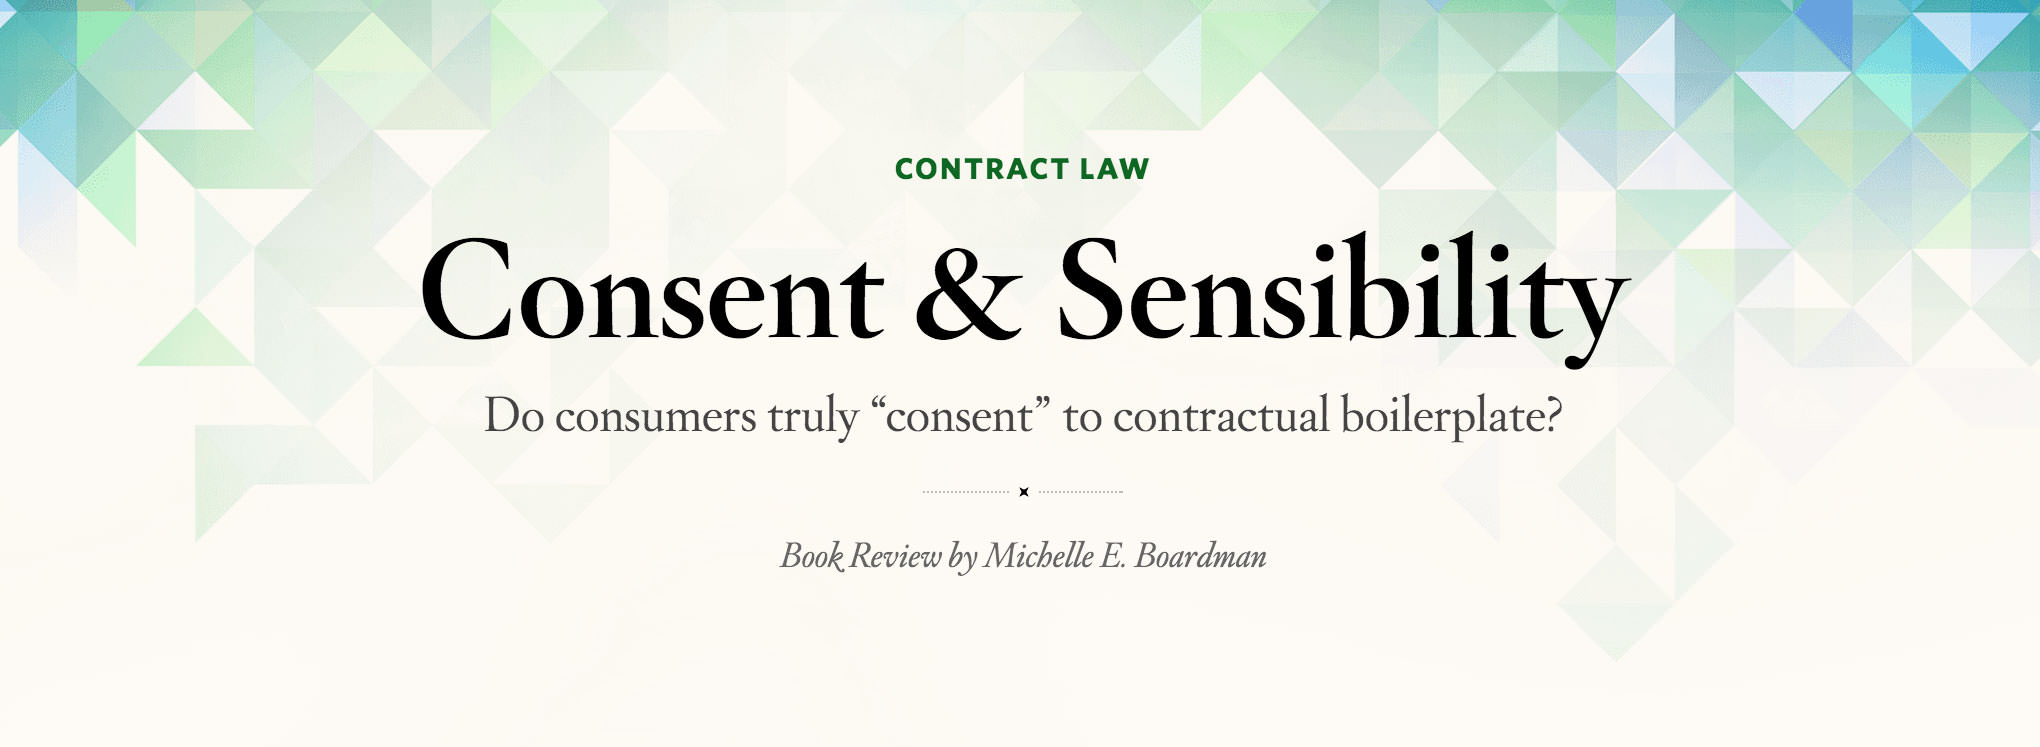 CONTRACT LAW
Consent & Sensibility
Do consumers truly “consent” to contractual boilerplate?
Book Review by Michelle E. Boardman